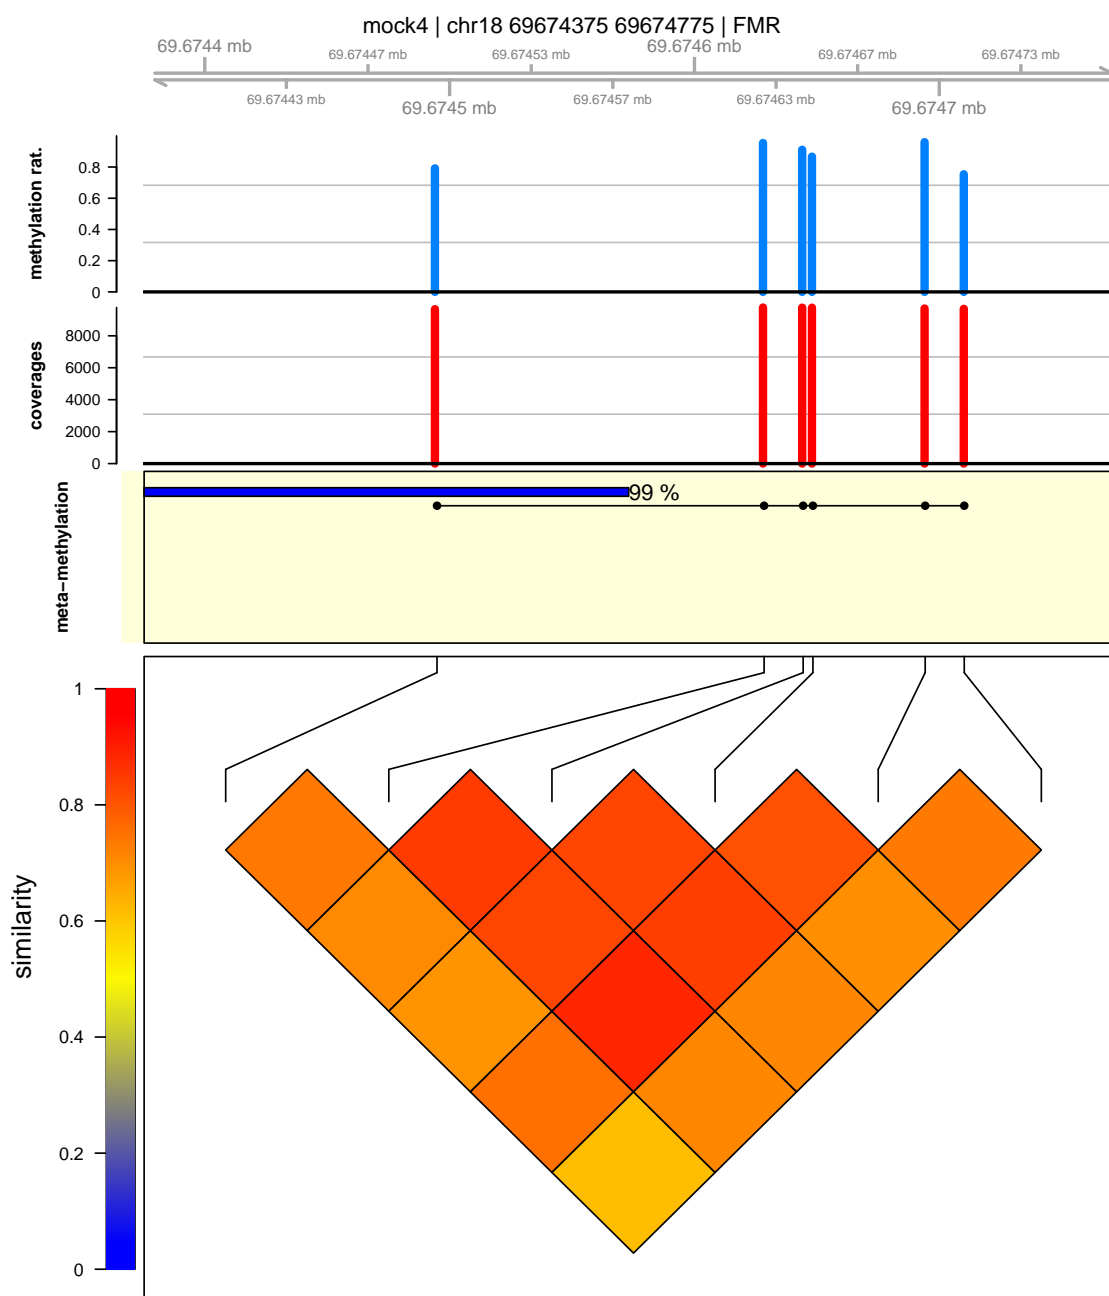 mock4 | chr18 69674375 69674775 | FMR
69.6744 mb
69.67447 mb
69.67453 mb
69.6746 mb
69.67467 mb
69.67473 mb
69.67443 mb
69.6745 mb
69.67457 mb
69.67463 mb
69.6747 mb
methylation rat.
0.8
0.6
0.4
0.2
0
coverages
8000
6000
4000
2000
0
meta−methylation
99 %
similarity
1
0.8
0.6
0.4
0.2
0